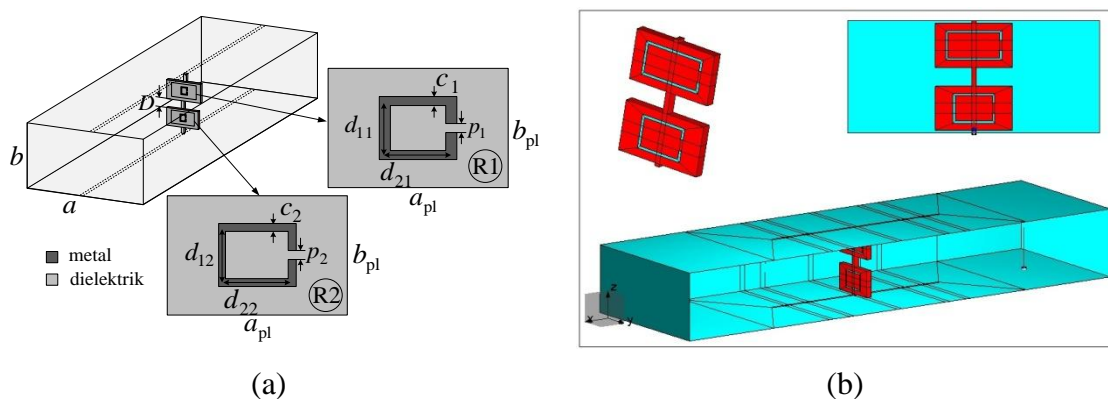 D
b
a
c1
d11
p1
bpl
d21
R1
apl
c2
d12
p2
bpl
d22
R2
apl
metal
dielektrik
z
x
y
(a)
(b)